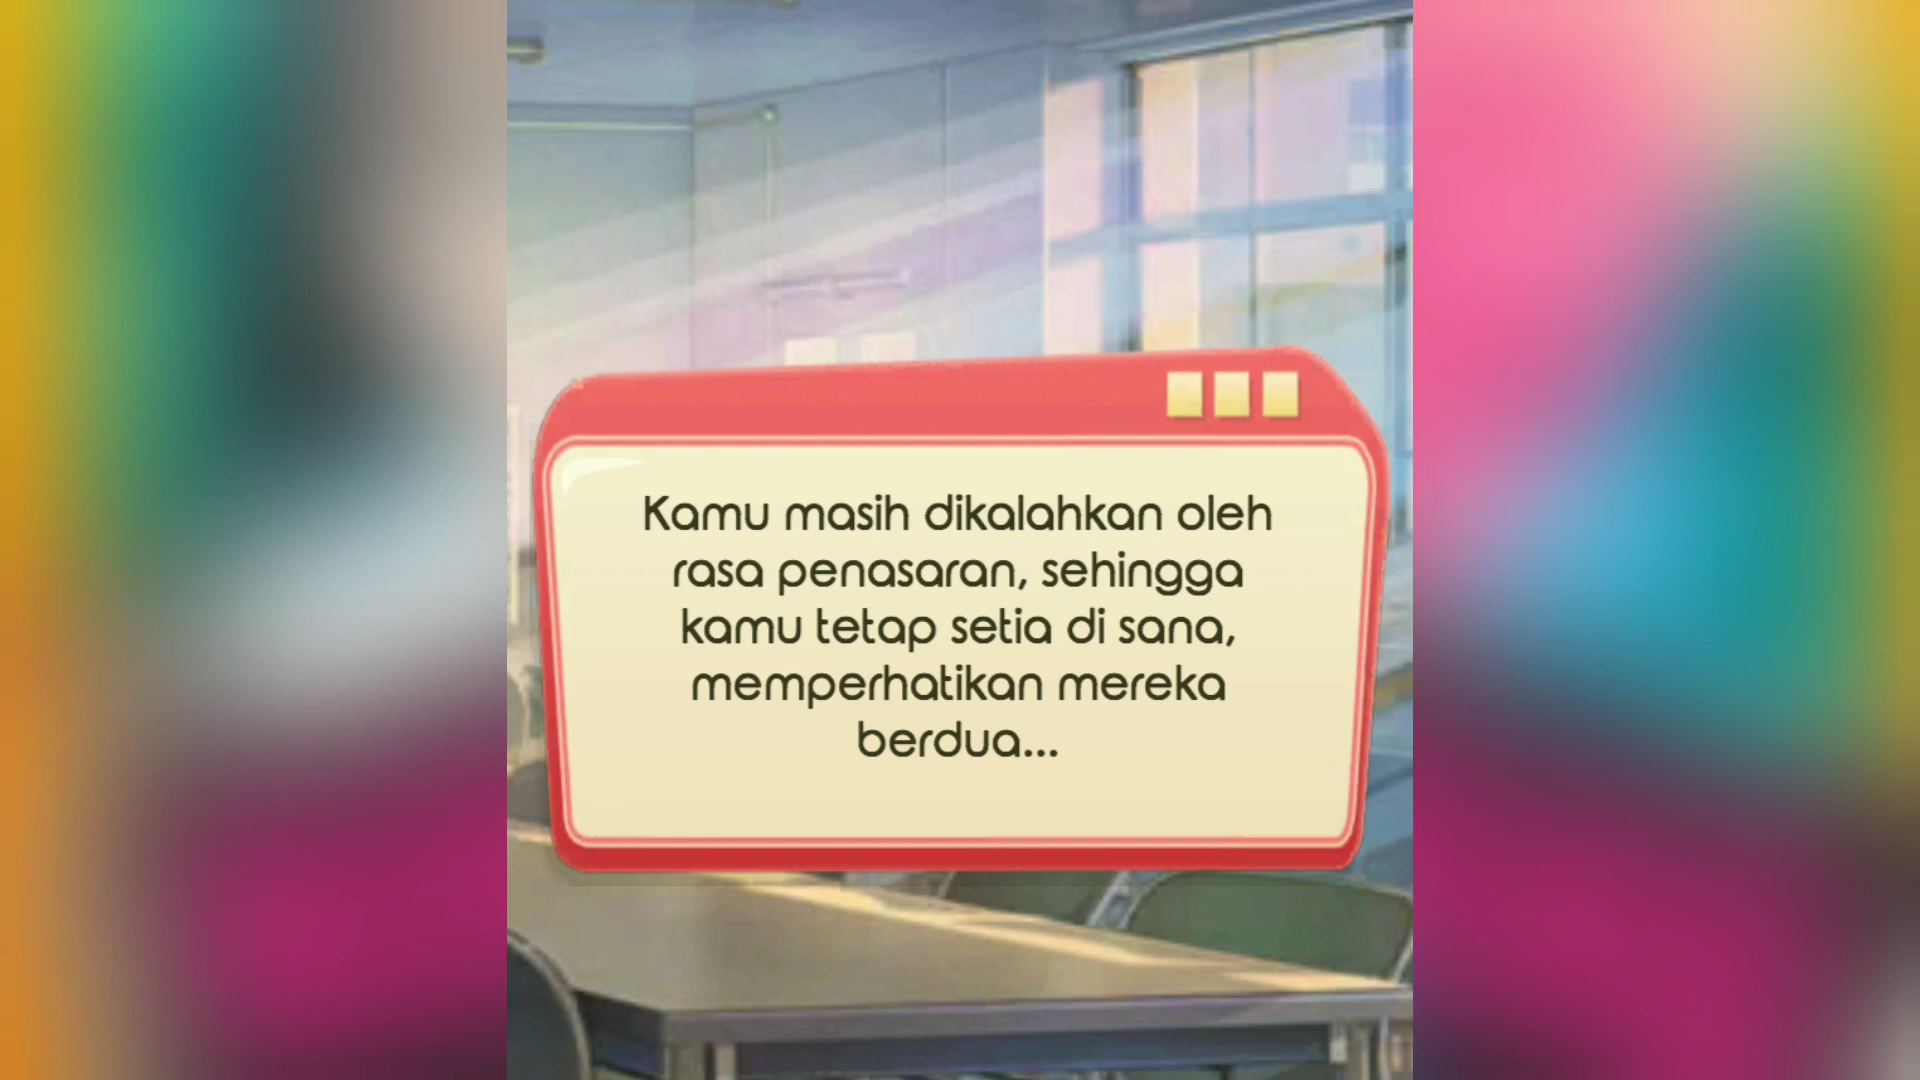 Kamu masih dikalahkan oleh
rasa penasaran, sehingga
kamu tetap setia di sana,
memperhatikan mereka
berdua...